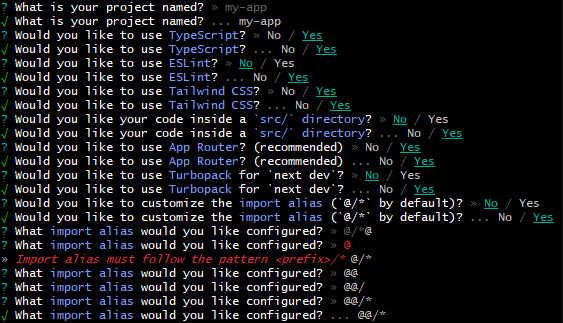 ? What is your project named? » my-app
√ What is your project named? ... my-app
? Would you like to use TypeScript? » No / Yes
√ Would you like to use TypeScript? ... No / Yes
? Would you like to use ESLint? » No / Yes
√ Would you like to use ESLint? ... No / Yes
? Would you like to use Tailwind CSS? » No / Yes
√ Would you like to use Tailwind CSS? ... No / Yes
? Would you like your code inside a `src/` directory? » No / Yes
√ Would you like your code inside a `src/` directory? ... No / Yes
? Would you like to use App Router? (recommended) » No / Yes
√ Would you like to use App Router? (recommended) ... No / Yes
? Would you like to use Turbopack for `next dev`? » No / Yes
√ Would you like to use Turbopack for `next dev`? ... No / Yes
? Would you like to customize the import alias (`@/*` by default)? » No / Yes
√ Would you like to customize the import alias (`@/*` by default)? ... No / Yes
? What import alias would you like configured? » @/*@
? What import alias would you like configured? » @
» Import alias must follow the pattern <prefix>/* @/*
? What import alias would you like configured? » @@
? What import alias would you like configured? » @@/
? What import alias would you like configured? » @@/*
√ What import alias would you like configured? ... @@/*